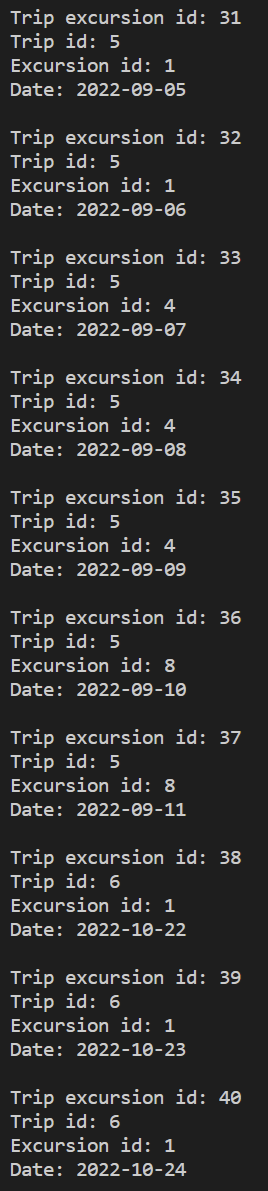 Trip excursion id: 31
Trip id: 5
Excursion id: 1
Date: 2022-09-05
Trip excursion id: 32
Trip id: 5
Excursion id: 1
Date: 2022-09-06
Trip excursion id: 33
Trip id: 5
Excursion id: 4
Date: 2022-09-07
Trip excursion id: 34
Trip id: 5
Excursion id: 4
Date: 2022-09-08
Trip excursion id: 35
Trip id: 5
Excursion id: 4
Date: 2022-09-09
Trip excursion id: 36
Trip id: 5
Excursion id: 8
Date: 2022-09-10
Trip excursion id: 37
Trip id: 5
Excursion id: 8
Date: 2022-09-11
Trip excursion id: 38
Trip id: 6
Excursion id: 1
Date: 2022-10-22
Trip excursion id: 39
Trip id: 6
Excursion id: 1
Date: 2022-10-23
Trip excursion id: 40
Trip id: 6
Excursion id: 1
Date: 2022-10-24